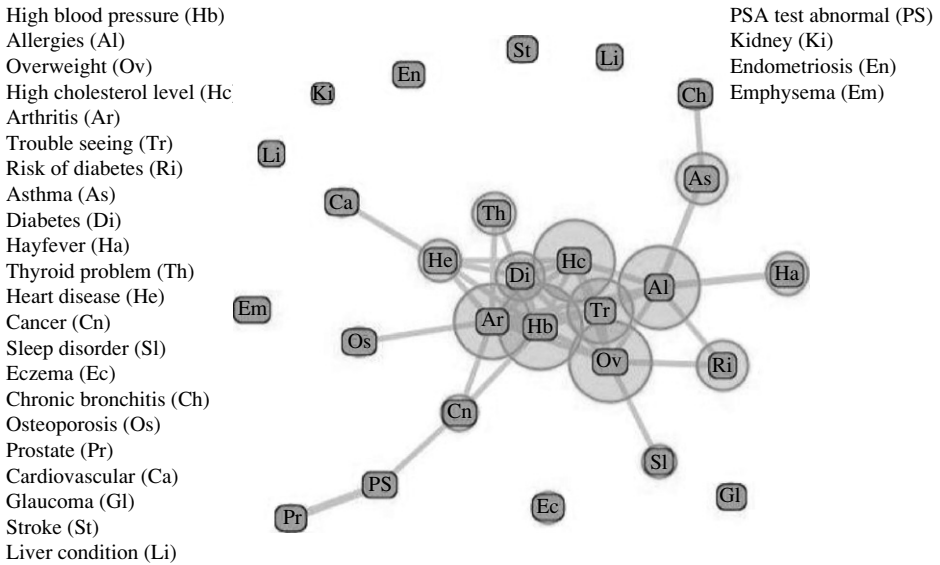 High blood pressure (Hb)
Allergies (Al)
Overweight (Ov)
High cholesterol level (Hc
Arthritis (Ar)
Trouble seeing (Tr)
Risk of diabetes (Ri)
Asthma (As)
Diabetes (Di)
Hayfever (Ha)
Thyroid problem (Th)
Heart disease (He)
Cancer (Cn)
Sleep disorder (Sl)
Eczema (Ec)
Chronic bronchitis (Ch)
Osteoporosis (Os)
Prostate (Pr)
Cardiovascular (Ca)
Glaucoma (Gl)
Stroke (St)
Liver condition (Li)
PSA test abnormal (PS)
Kidney (Ki)
Endometriosis (En)
Emphysema (Em)
St
Li
En
Ki
Ch
Li
As
Ca
Th
He
Hc
Di
Al
Ha
Em
Tr
Ar
Hb
Os
Ov
Ri
Cn
Sl
PS
Gl
Ec
Pr